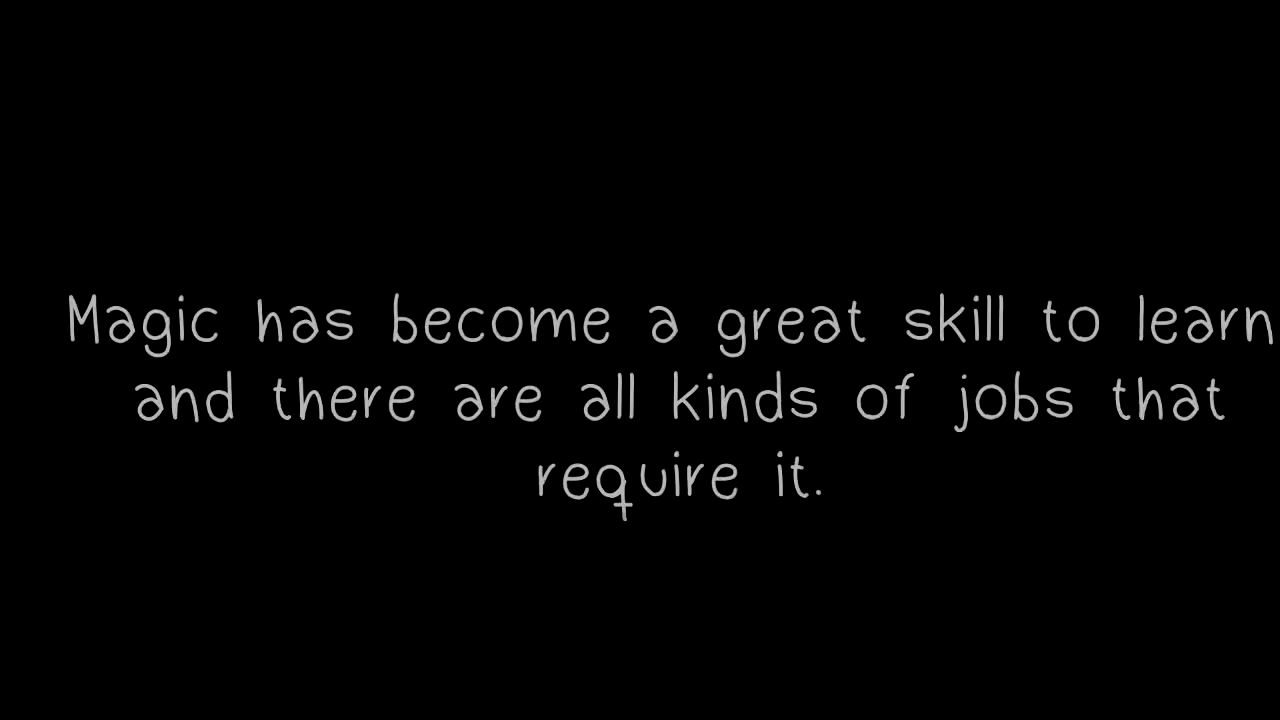 Magic has become a great skill to learn
and there are all kinds of jobs that
require it.